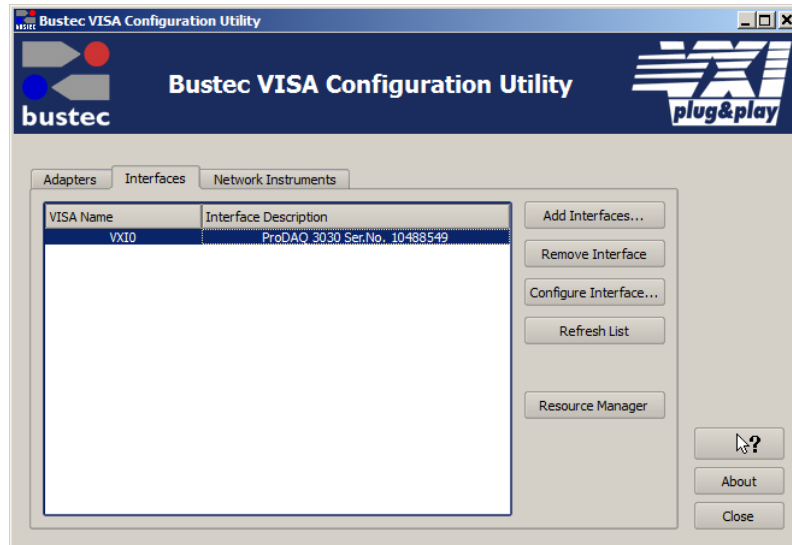 Bustec VISA Configuration Utility
bustec
Bustec VISA Configuration Utility
VXI
plug&play
bustec
Adapters Interfaces Network Instruments
VISA Name Interface Description
VXI0 ProDAQ 3030 Ser.No. 10488549
Add Interfaces...
Remove Interface
Configure Interface...
Refresh List
Resource Manager
?
About
Close